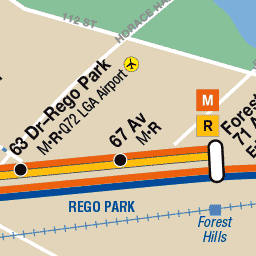 112 ST
HORACE HA
63 Dr–Rego Park
M•R•Q72 LGA Airport
67 Av
M•R
M
R
Forest
71 A
REGO PARK
Forest
Hills